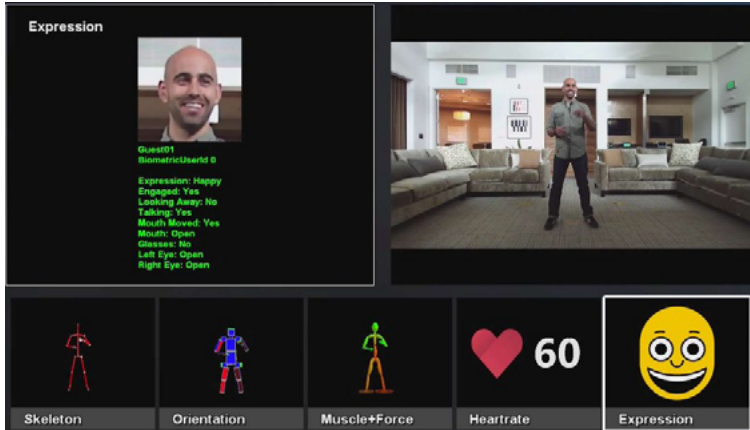 Expression
Guest01
BiometricUserId 0
Expression: Happy
Engaged: Yes
Looking Away: No
Talking: Yes
Mouth Moved: Yes
Mouth: Open
Glasses: No
Left Eye: Open
Right Eye: Open
60
Skeleton
Orientation
Muscle+Force
Heartrate
Expression